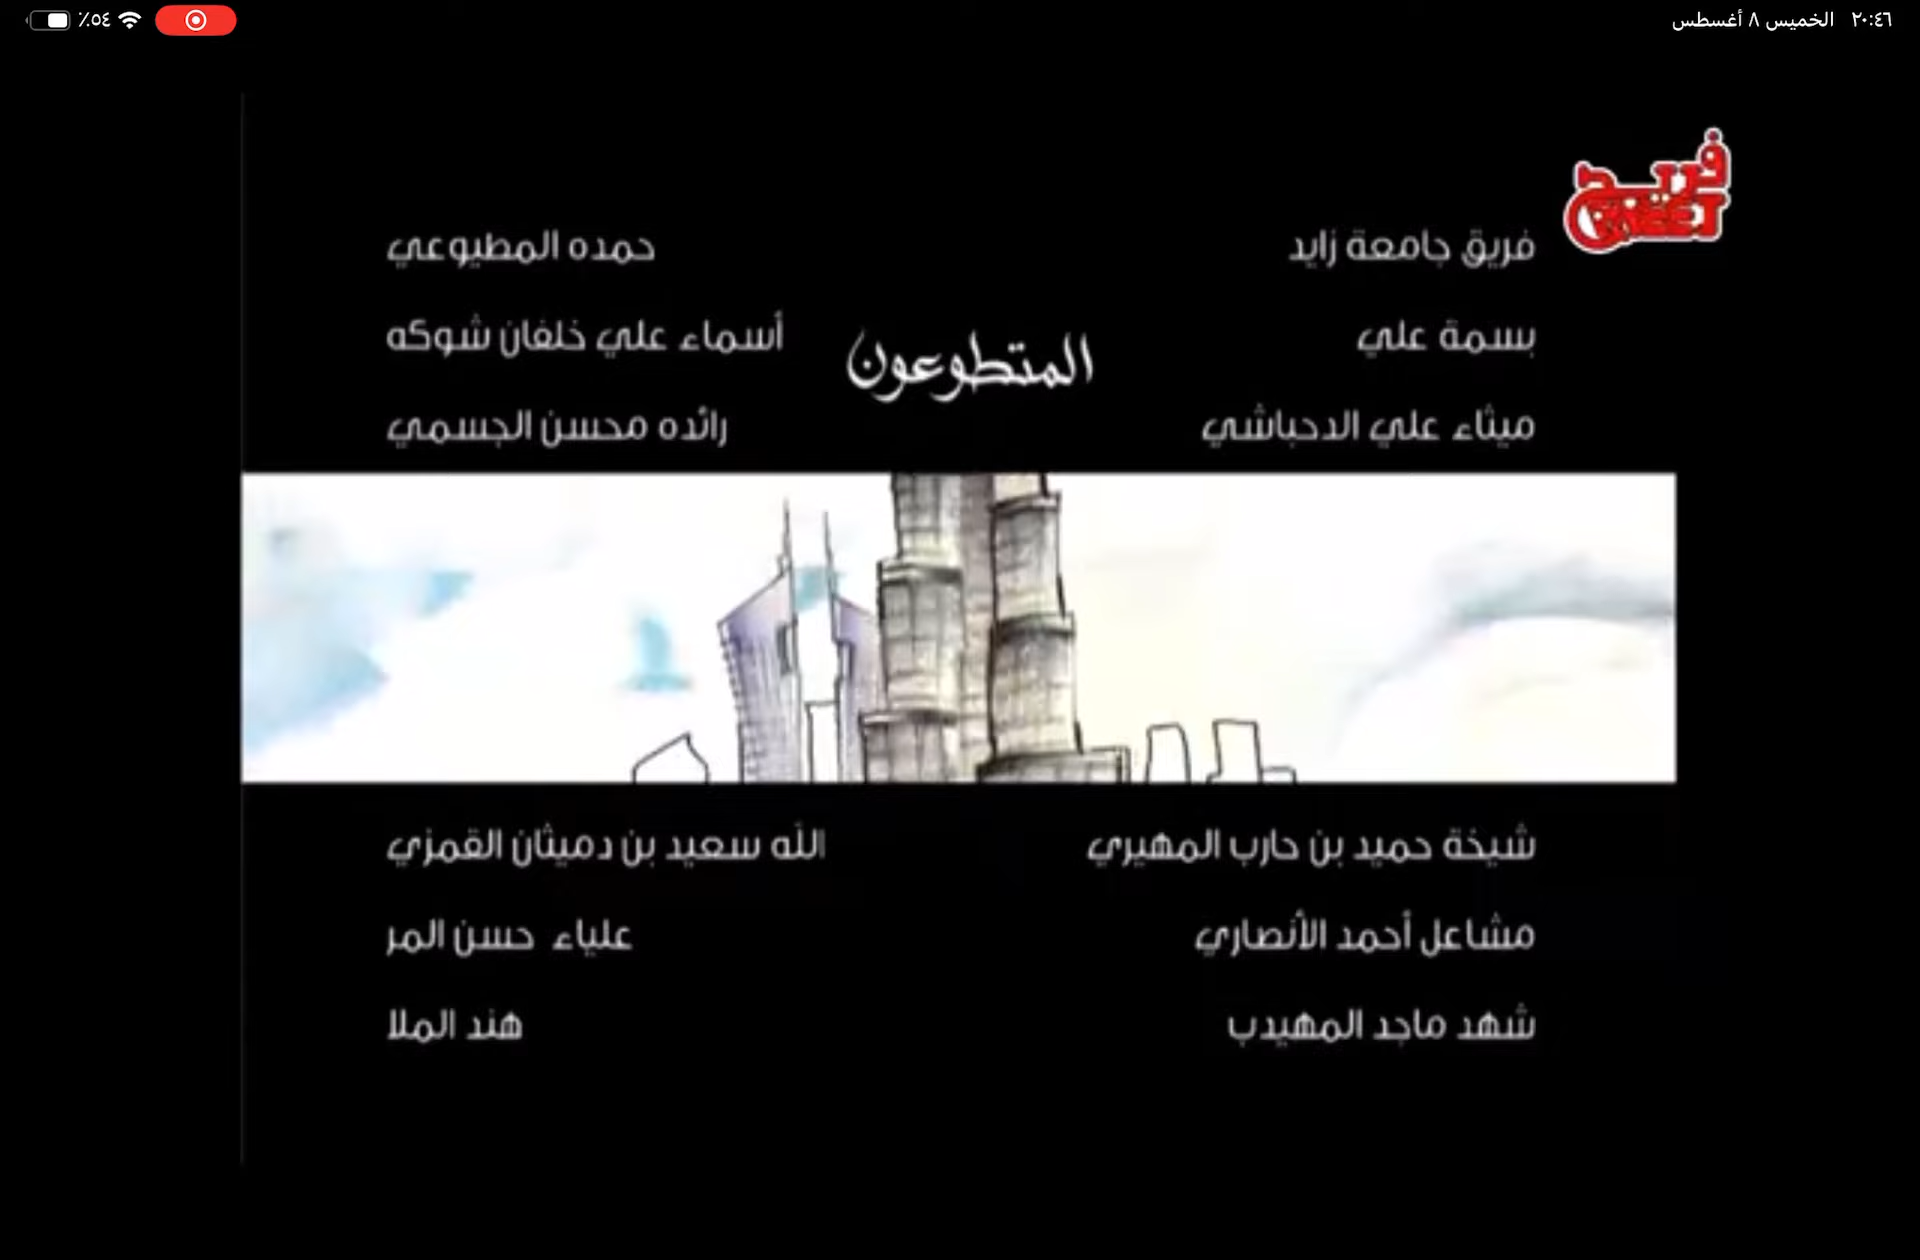 ٢٠:٤٦ الخميس ٨ أغسطس
٥٤٪
فريج
المتطوعون
فريق جامعة زايد
حمده المطيوعي
بسمة علي
أسماء علي خلفان شوكه
ميثاء علي الدحباشي
رائده محسن الجسمي
شيخة حميد بن حارب المهيري
الله سعيد بن دميثان القمزي
مشاعل أحمد الأنصاري
علياء حسن المر
شهد ماجد المهيدب
هند الملا